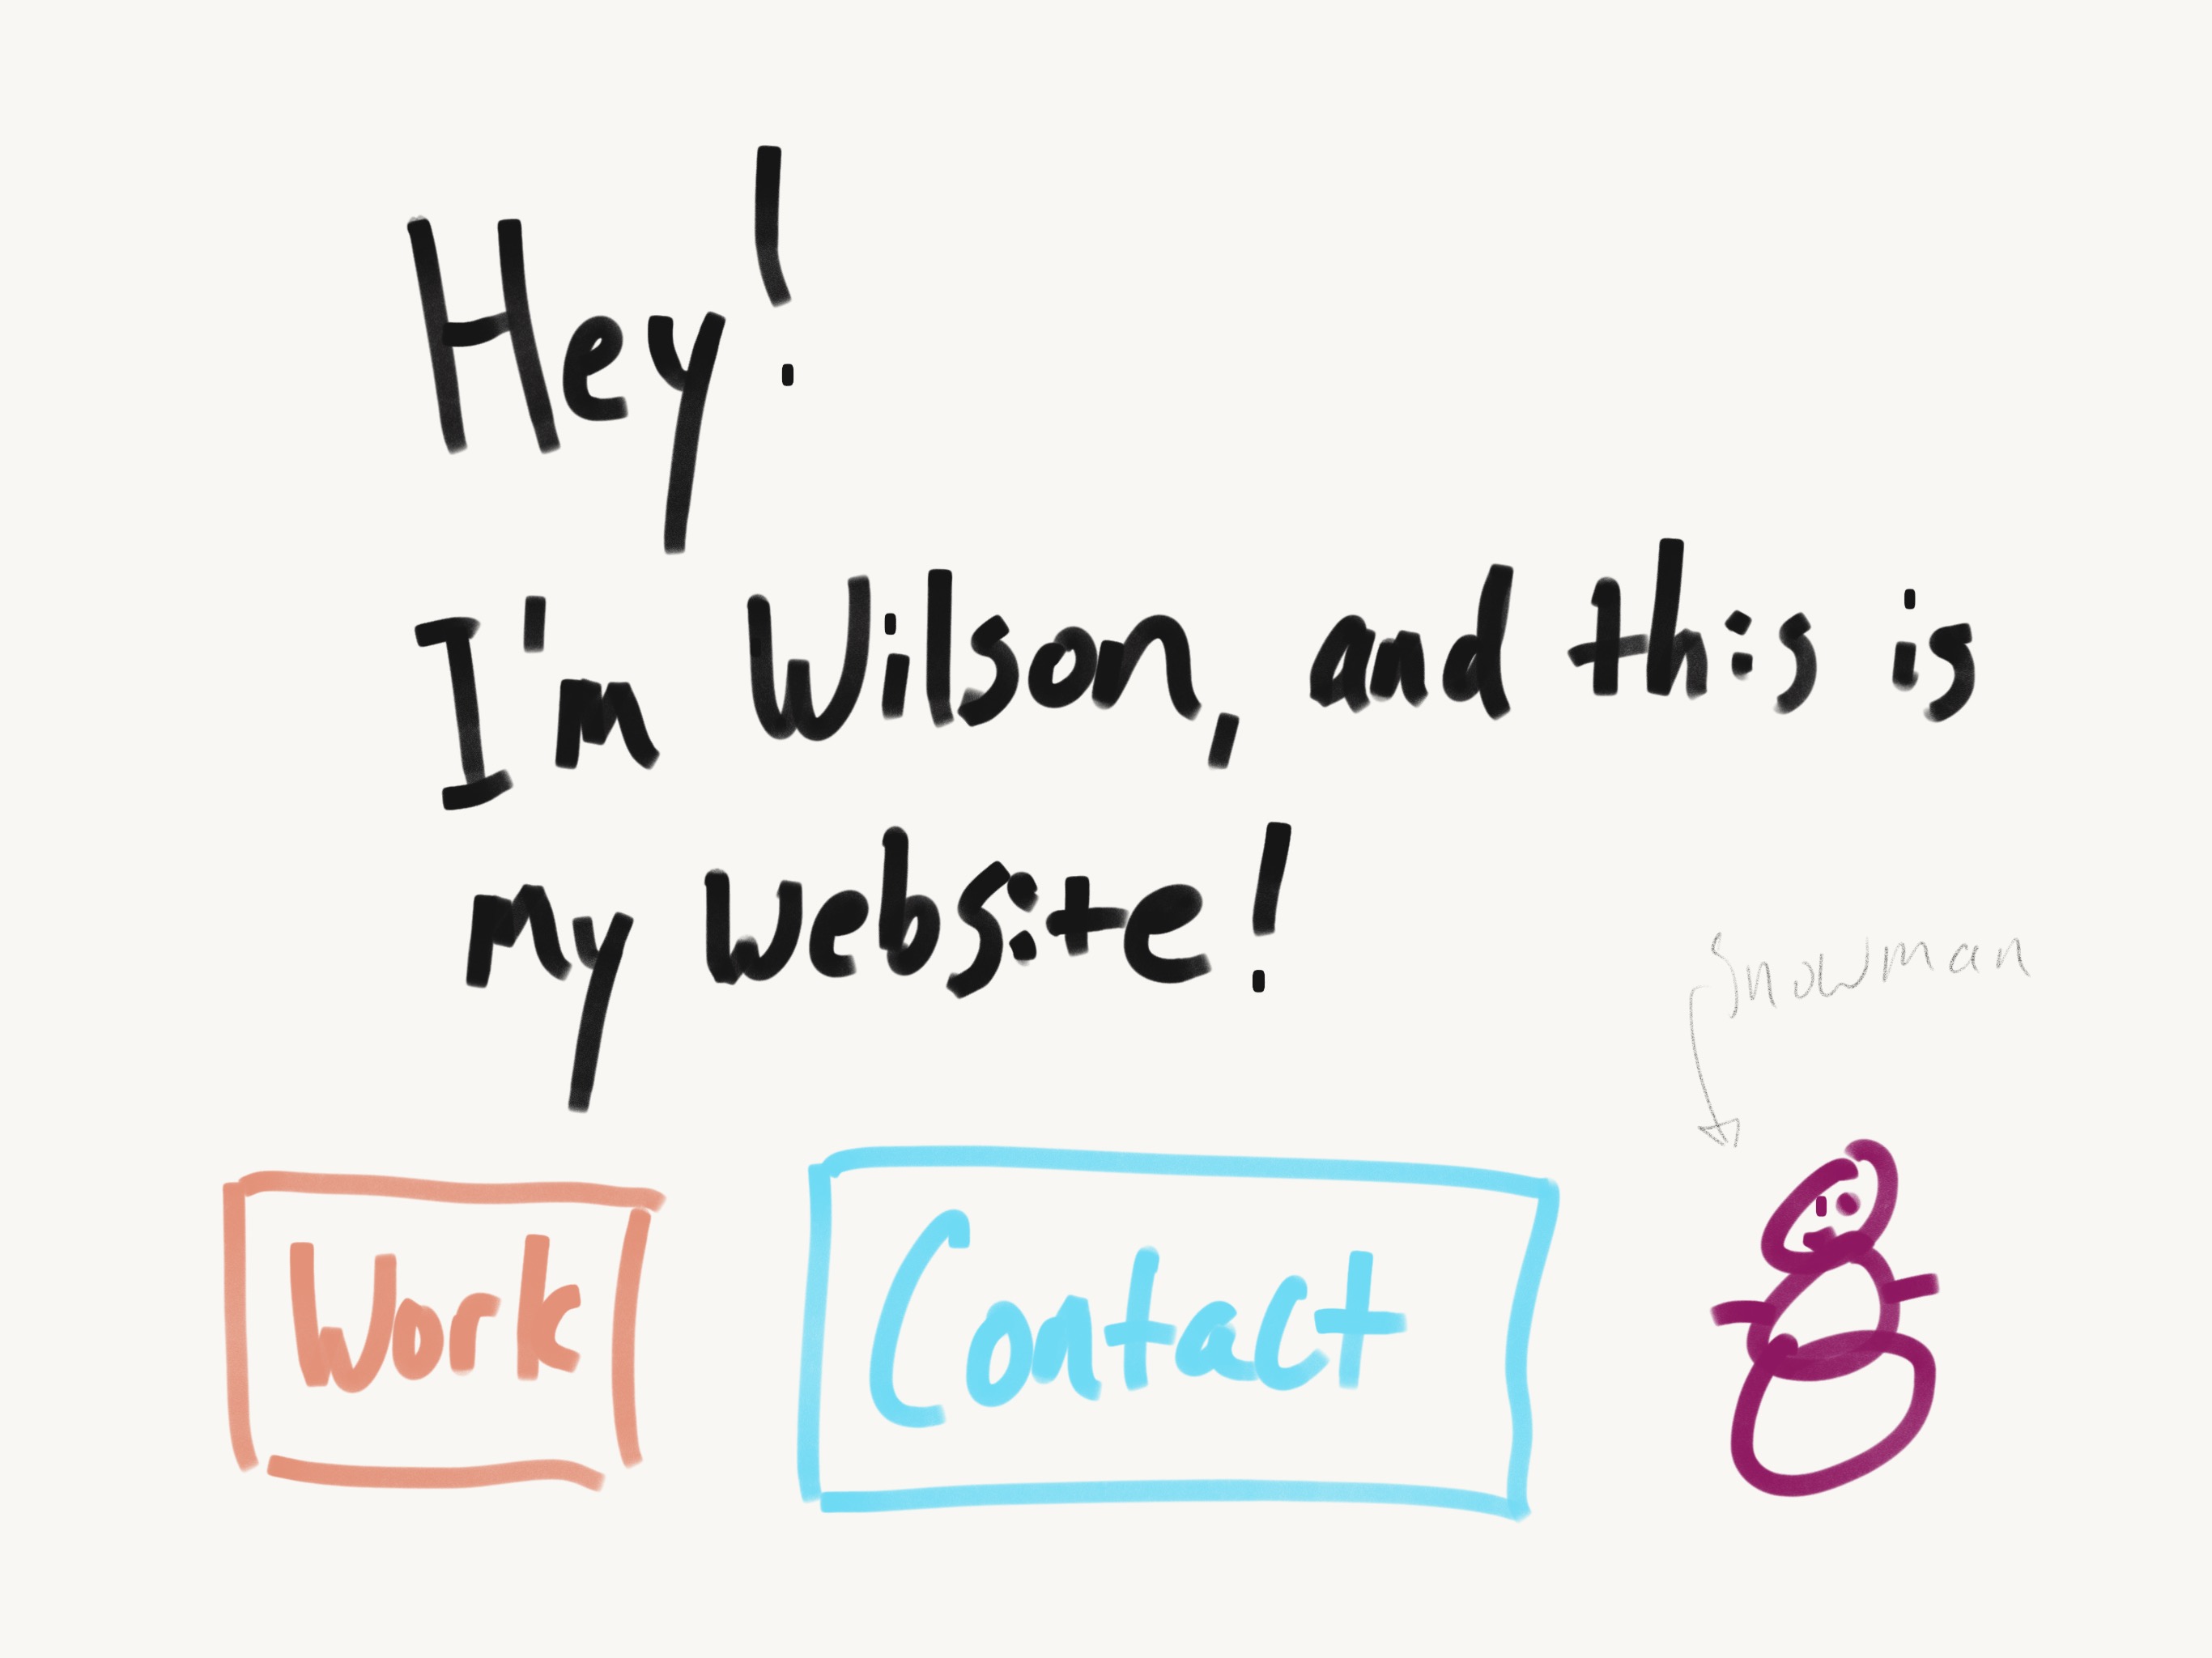 Hey!
I'm Wilson, and this is
my website!
Snowman
Work
Contact